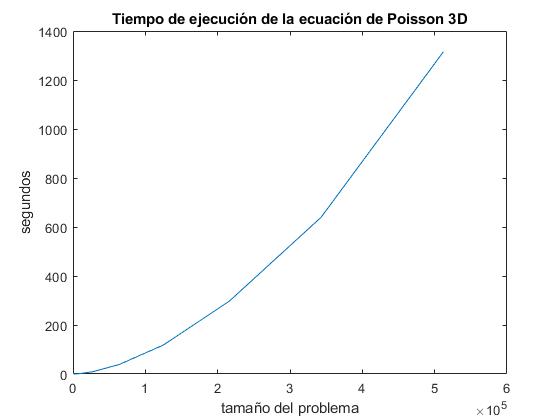 Tiempo de ejecución de la ecuación de Poisson 3D
1400
1200
1000
800
600
400
200
0
segundos
0 1 2 3 4 5 6
×10^5
tamaño del problema